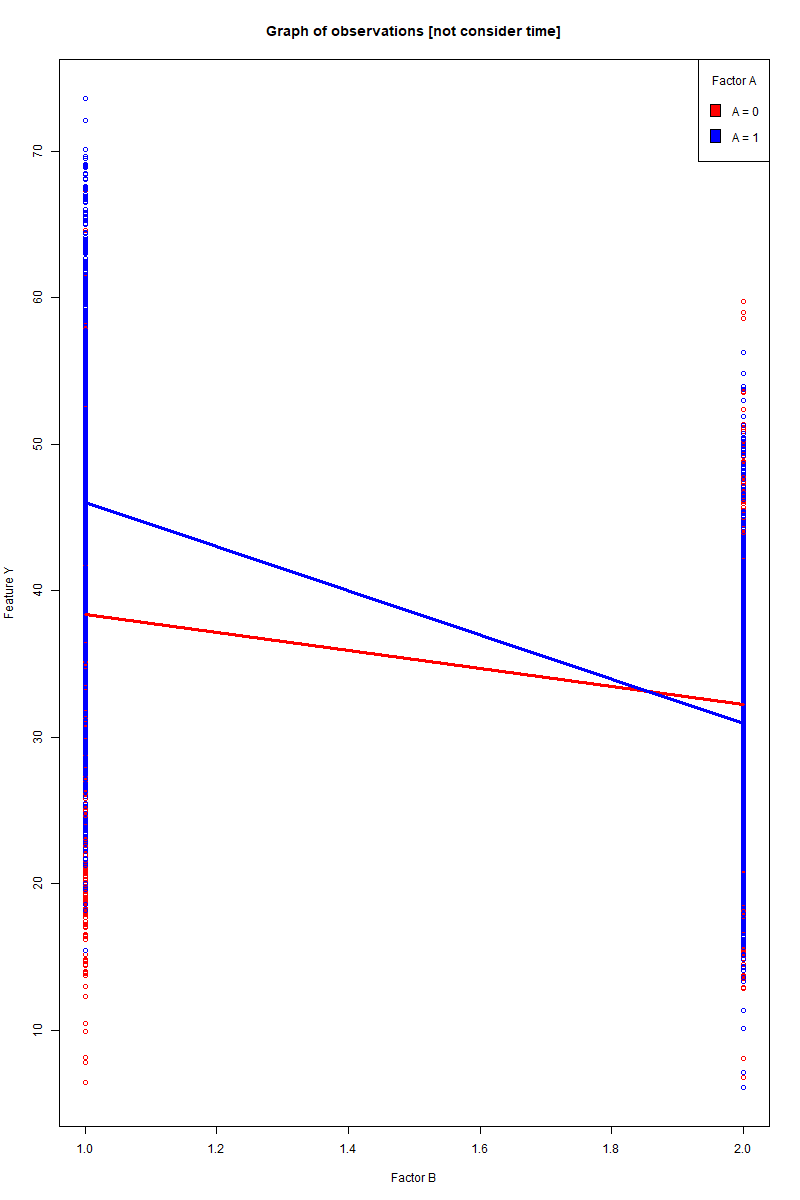 Graph of observations [not consider time]
Factor A
A = 0
A = 1
Feature Y
70
60
50
40
30
20
10
1.0 1.2 1.4 1.6 1.8 2.0
Factor B